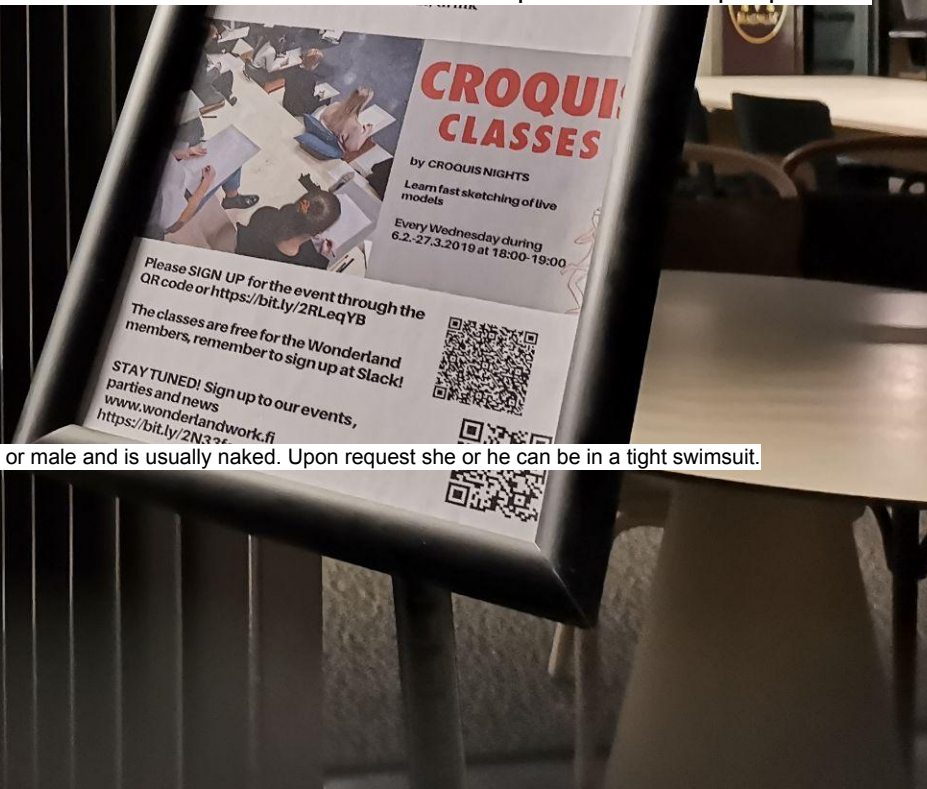 CROQUIS
CLASSES
by CROQUIS NIGHTS
Learn fast sketching of live
models
Every Wednesday during
6.2.-27.3.2019 at 18:00-19:00
Please SIGN UP for the event through the
QR code or https://bit.ly/2RLeqYB
The classes are free for the Wonderland
members, remember to sign up at Slack!
STAY TUNED! Sign up to our events,
parties and news
www.wonderlandwork.fi
or male and is usually naked. Upon request she or he can be in a tight swimsuit.